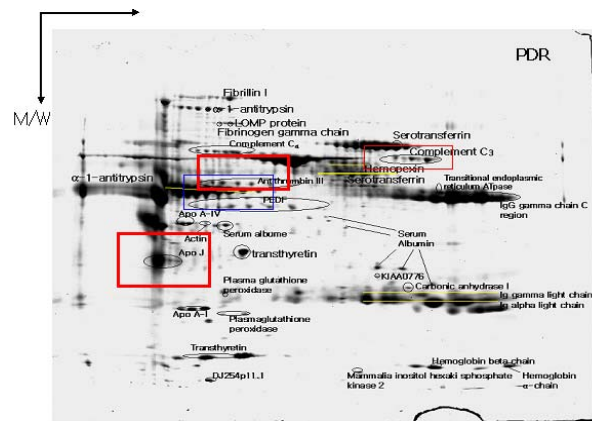 PDR
M/W
Fibrillin I
α-1-antitrypsin
LOMP protein
Fibrinogen gamma chain
Complement C4
Serotransferrin
Complement C3
Hemopexin
α-1-antitrypsin
Antithrombin III
Serotransferrin
Transitional endoplasmic
reticulum ATpase
PEDF
IgG gamma chain C
region
Apo A-IV
Actin
Serum albume
Serum
Albumin
Apo J
transthyretin
KIAA0776
Plasma glutathione
peroxidase
Carbonic anhydrase I
Ig gamma light chain
Ig alpha light chain
Apo A-I
Plasmaglutathione
peroxidase
Transthyretin
Hemoglobin beta chain
DJ254p11.1
Mammalia inositol hexaki sphosphate
kinase 2
Hemoglobin
α-chain